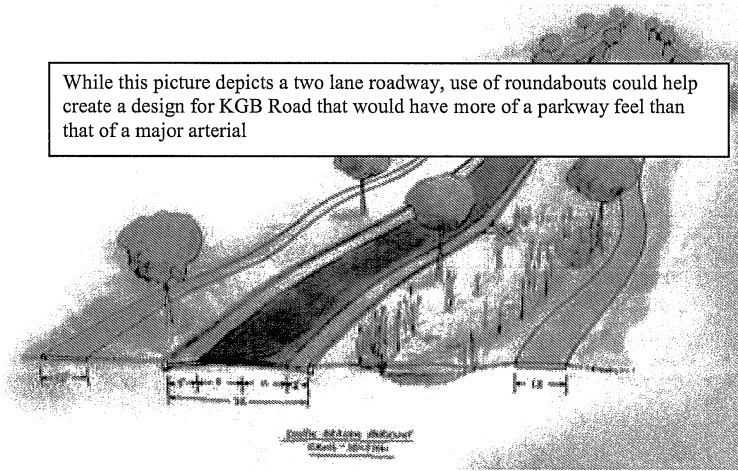 While this picture depicts a two lane roadway, use of roundabouts could help
create a design for KGB Road that would have more of a parkway feel than
that of a major arterial